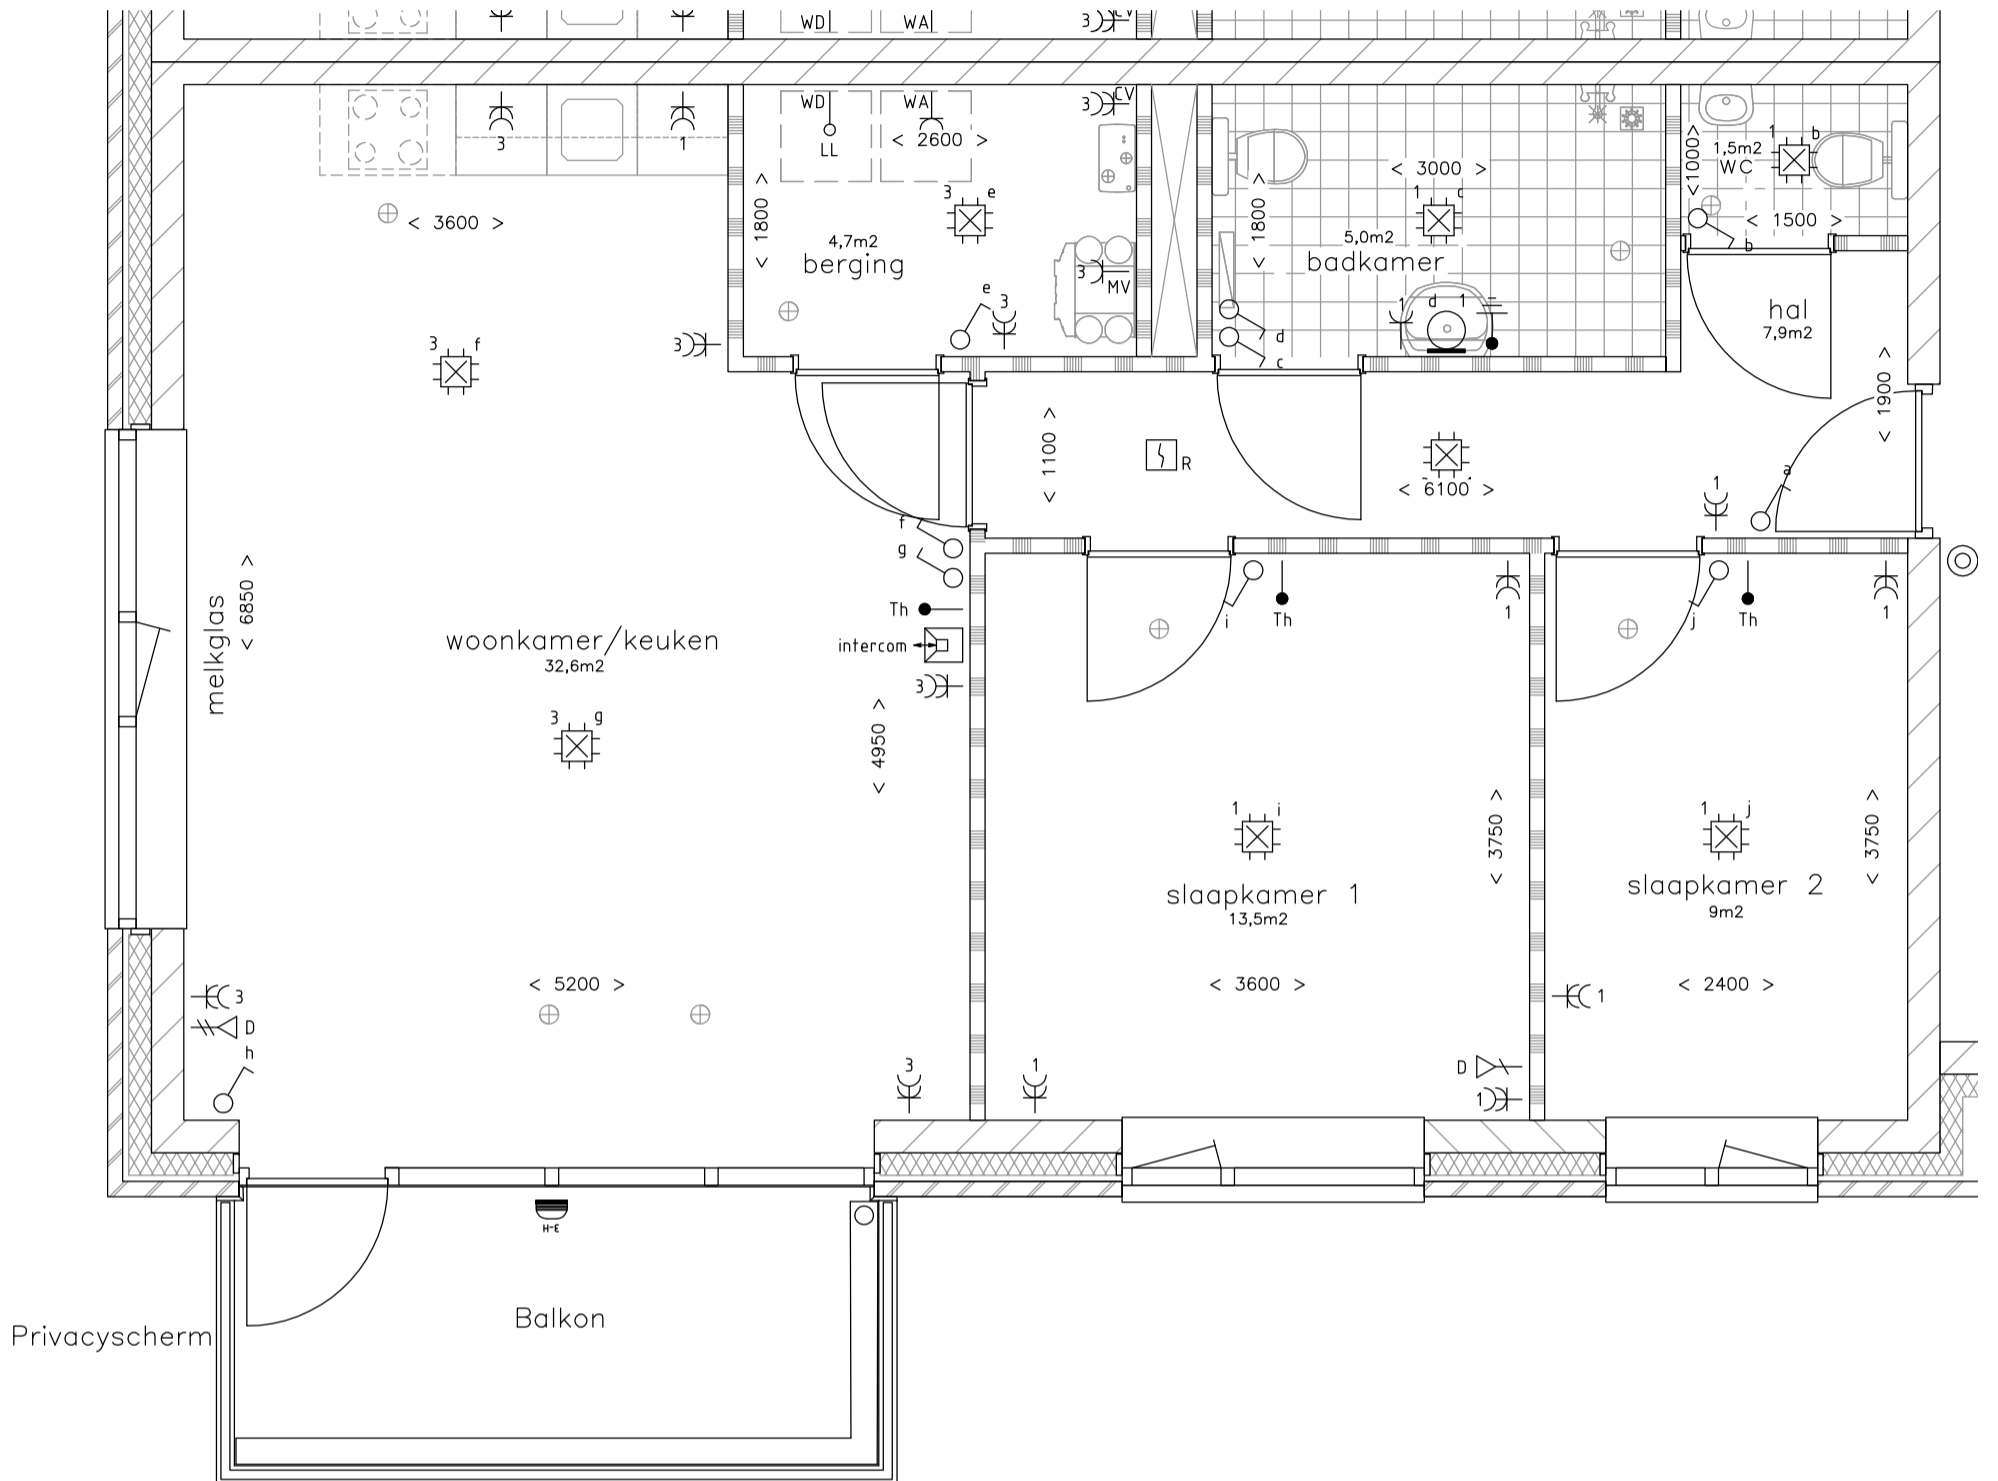 WD WA 3 CV
3 1 WD WA 3 CV
LL < 2600 >
< 3600 > < 1800 > 3 e
4,7m2
berging
3 MV
e 3
< 1800 > < 3000 >
1 c
5,0m2
badkamer
1 d 1
d
c
<1000> 1 b
1,5m2
WC
< 1500 >
b
hal
7,9m2
< 1900 >
3 f 3
< 1100 > R < 6100 > 1 a
f
g
Th
intercom
3
melkglas < 6850 >
woonkamer/keuken
32,6m2
3 g
< 4950 >
i Th 1 j Th 1
1 i < 3750 > 1 j < 3750 >
slaapkamer 1
13,5m2
slaapkamer 2
9m2
< 5200 > < 3600 > < 2400 >
3 1
D
h
3 1 D
1
H-E
Balkon
Privacyscherm